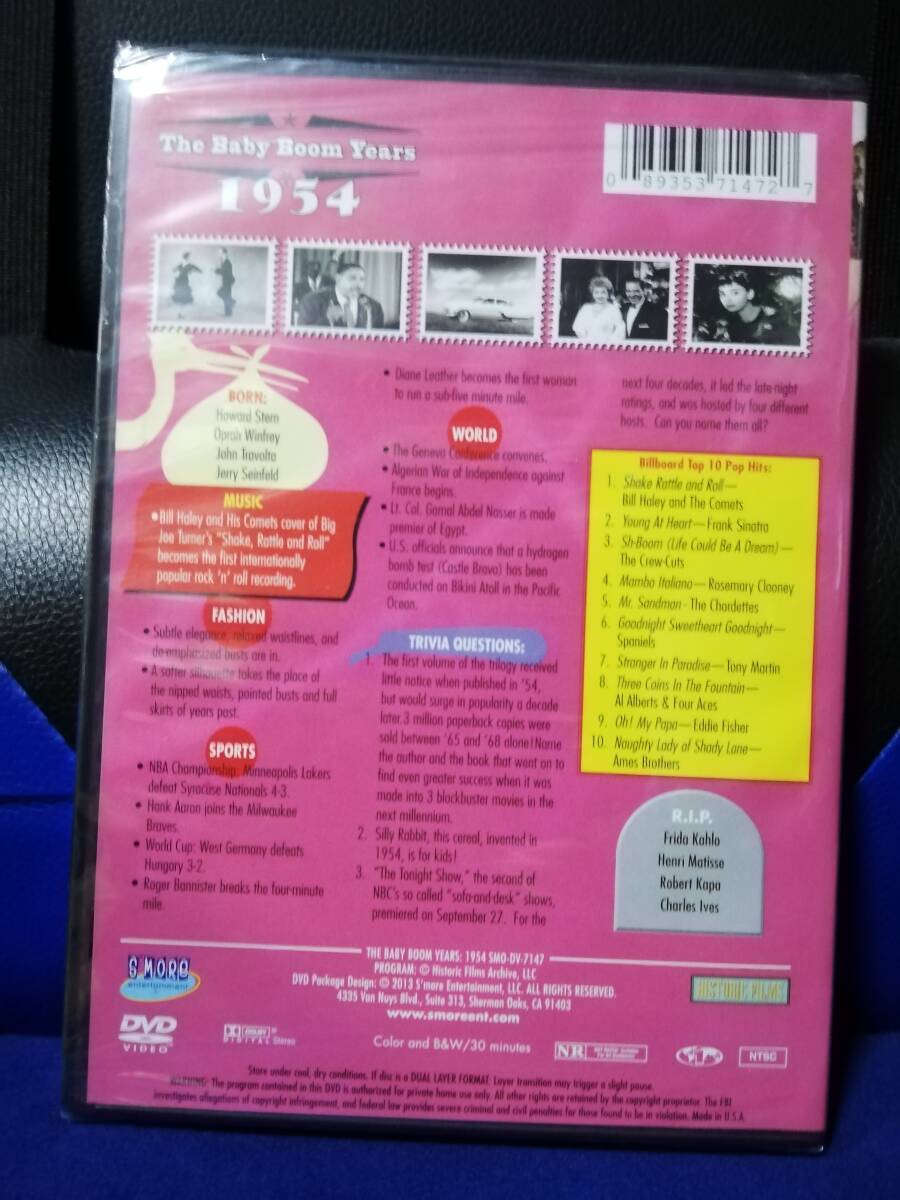 The Baby Boom Years
1954
0 89353 71472 7
BORN:
Howard Stern
Oprah Winfrey
John Travolta
Jerry Seinfeld
MUSIC
•Bill Haley and His Comets cover of Big
Joe Turner's "Shake, Rattle and Roll"
becomes the first internationally
popular rock 'n' roll recording.
FASHION
• Subtle elegance, relaxed waistlines, and
de-emphasized busts are in.
• A softer silhouette takes the place of
the nipped waists, pointed busts and full
skirts of years past.
SPORTS
• NBA Championship: Minneapolis Lakers
defeat Syracuse Nationals 4-3.
• Hank Aaron joins the Milwaukee
Braves.
• World Cup: West Germany defeats
Hungary 3-2.
• Roger Bannister breaks the four-minute
mile.
• Diane Leather becomes the first woman
to run a sub-five minute mile.
WORLD
• The Geneva Conference convenes.
• Algerian War of Independence against
France begins.
• Lt. Col. Gamal Abdel Nasser is made
premier of Egypt.
• U.S. officials announce that a hydrogen
bomb test (Castle Bravo) has been
conducted on Bikini Atoll in the Pacific
Ocean.
TRIVIA QUESTIONS:
1. The first volume of the trilogy received
little notice when published in '54,
but would surge in popularity a decade
later.3 million paperback copies were
sold between '65 and '68 alone! Name
the author and the book that went on to
find even greater success when it was
made into 3 blockbuster movies in the
next millennium.
2. Silly Rabbit, this cereal, invented in
1954, is for kids!
3. "The Tonight Show," the second of
NBC's so called "sofa-and-desk" shows,
premiered on September 27. For the
next four decades, it led the late-night
ratings, and was hosted by four different
hosts. Can you name them all?
Billboard Top 10 Pop Hits:
1. Shake Rattle and Roll—
Bill Haley and The Comets
2. Young At Heart—Frank Sinatra
3. Sh-Boom (Life Could Be A Dream)—
The Crew-Cuts
4. Mambo Italiano—Rosemary Clooney
5. Mr. Sandman - The Chordettes
6. Goodnight Sweetheart Goodnight—
Spaniels
7. Stranger In Paradise—Tony Martin
8. Three Coins In The Fountain—
Al Alberts & Four Aces
9. Oh! My Papa—Eddie Fisher
10. Naughty Lady of Shady Lane—
Ames Brothers
R.I.P.
Frida Kahlo
Henri Matisse
Robert Kapa
Charles Ives
THE BABY BOOM YEARS: 1954 SMO-DV-7147
PROGRAM: © Historic Films Archive, LLC
DVD Package Design: © 2013 S'more Entertainment, LLC. ALL RIGHTS RESERVED.
4335 Van Nuys Blvd., Suite 313, Sherman Oaks, CA 91403
www.smoreent.com
S'MORE
entertainment
HISTORIC FILMS
DVD
VIDEO
DOLBY
DIGITAL Stereo
Color and B&W/30 minutes
NR
NTSC
Store under cool, dry conditions. If disc is a DUAL LAYER FORMAT. Layer transition may trigger a slight pause.
WARNING: The program contained in this DVD is authorized for private home use only. All other rights are retained by the copyright proprietor. The FBI
investigates allegations of copyright infringement, and federal law provides severe criminal and civil penalties for those found to be in violation. Made in U.S.A.